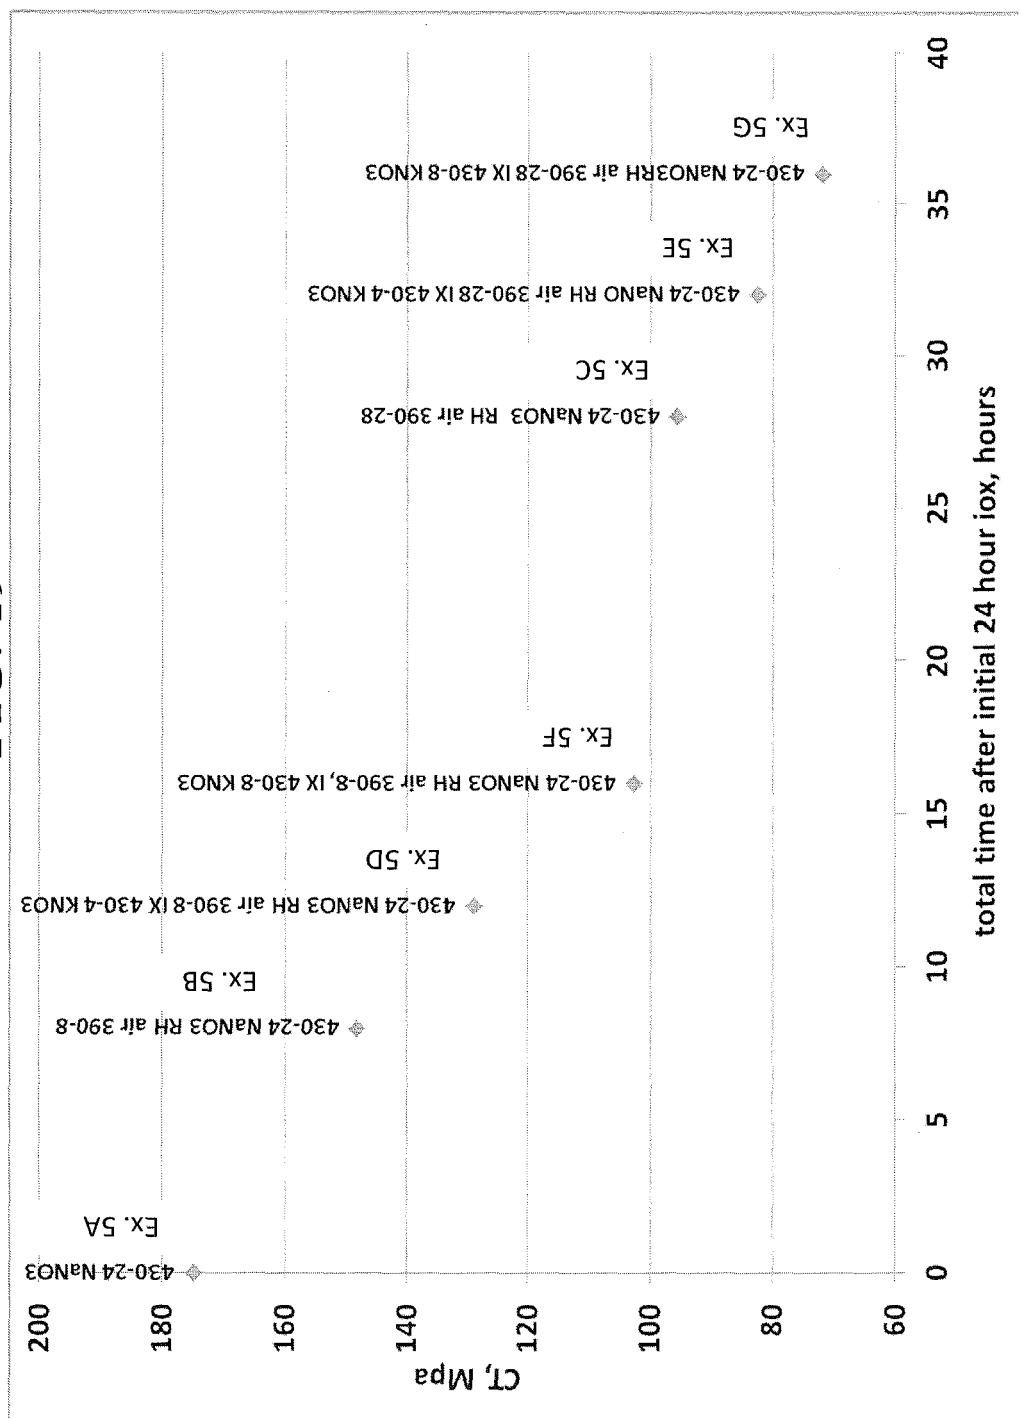 CT, Mpa
200
180
160
140
120
100
80
60
430-24 NaNO3
Ex. 5A
430-24 NaNO3 RH air 390-8
Ex. 5B
430-24 NaNO3 RH air 390-8 IX 430-4 KNO3
Ex. 5D
430-24 NaNO3 RH air 390-8, IX 430-8 KNO3
Ex. 5F
430-24 NaNO3 RH air 390-28
Ex. 5C
430-24 NaNO RH air 390-28 IX 430-4 KNO3
Ex. 5E
430-24 NaNO3RH air 390-28 IX 430-8 KNO3
Ex. 5G
0
5
10
15
20
25
30
35
40
total time after initial 24 hour iox, hours